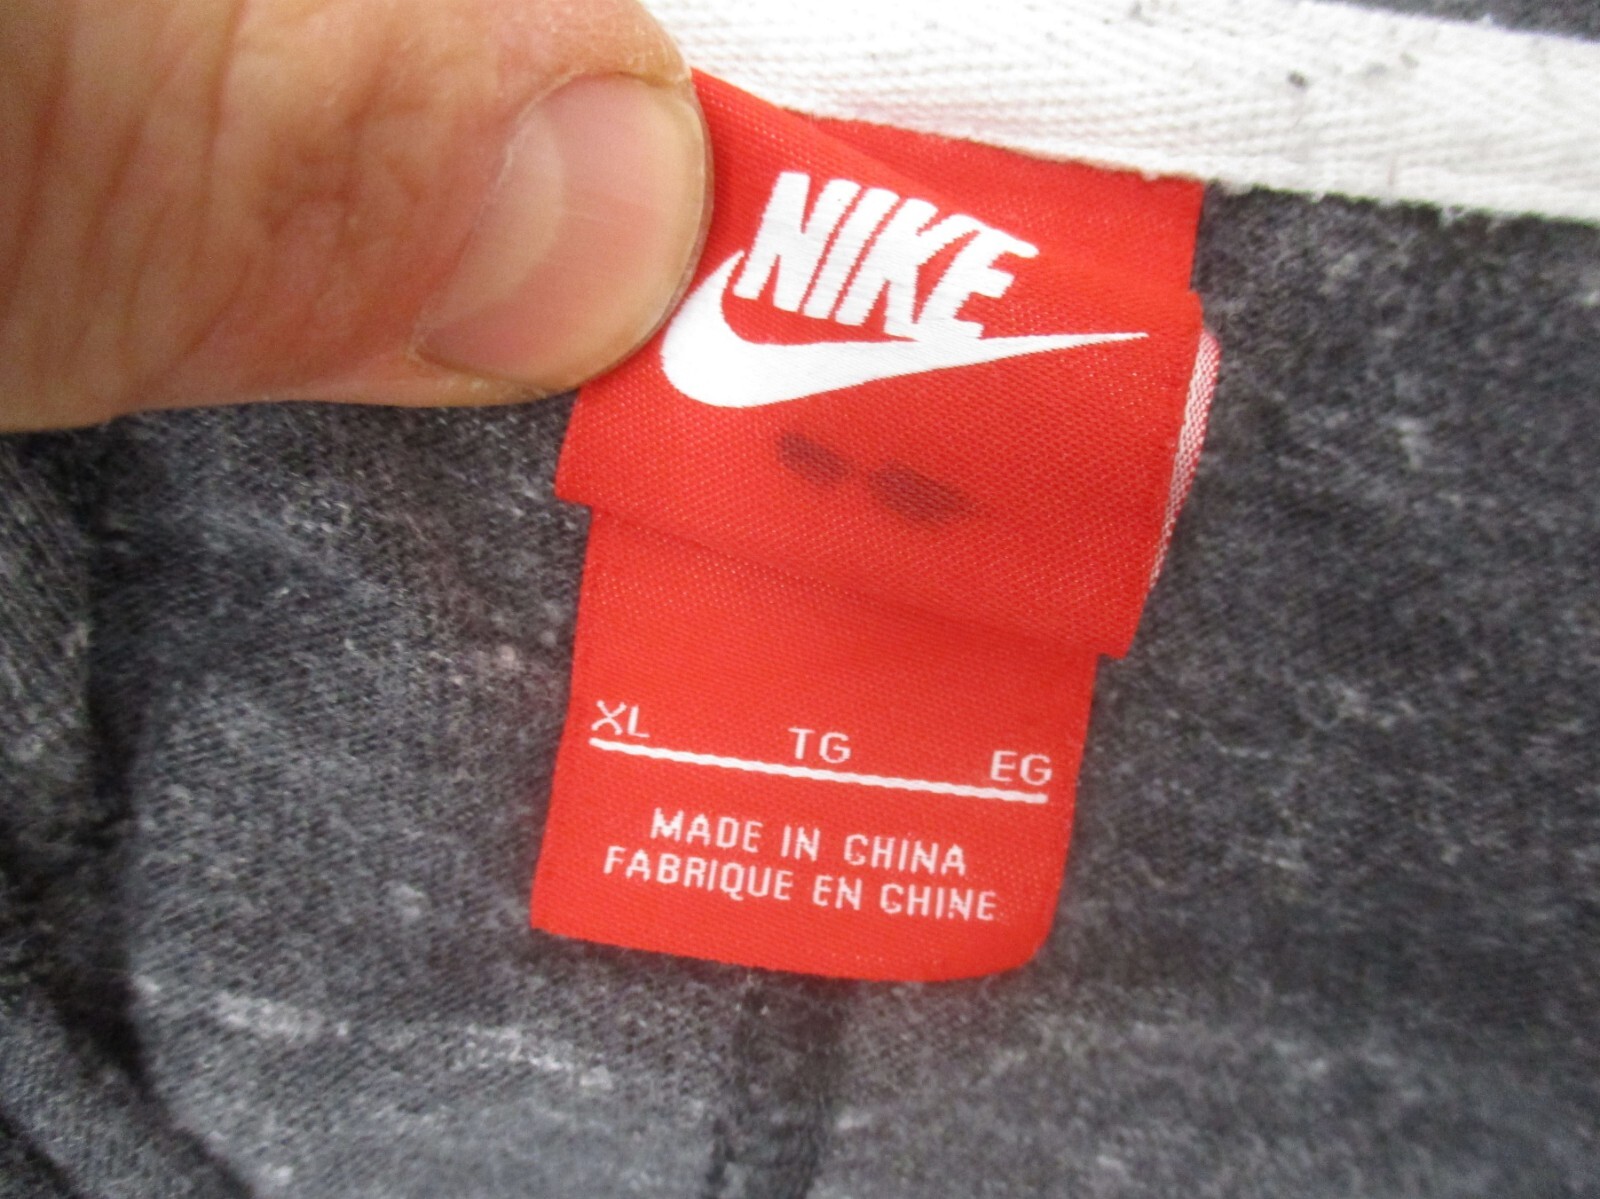 NIKE
XL TG EG
MADE IN CHINA
FABRIQUE EN CHINE